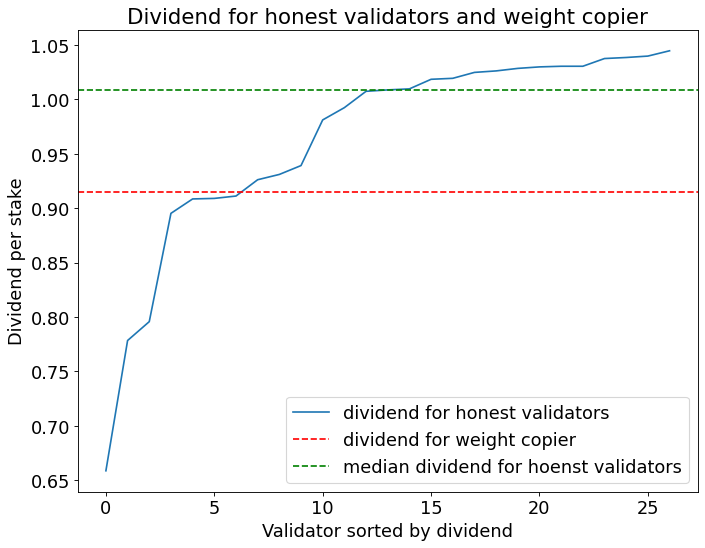 Dividend for honest validators and weight copier
Dividend per stake
1.05
1.00
0.95
0.90
0.85
0.80
0.75
0.70
0.65
dividend for honest validators
dividend for weight copier
median dividend for hoenst validators
0 5 10 15 20 25
Validator sorted by dividend